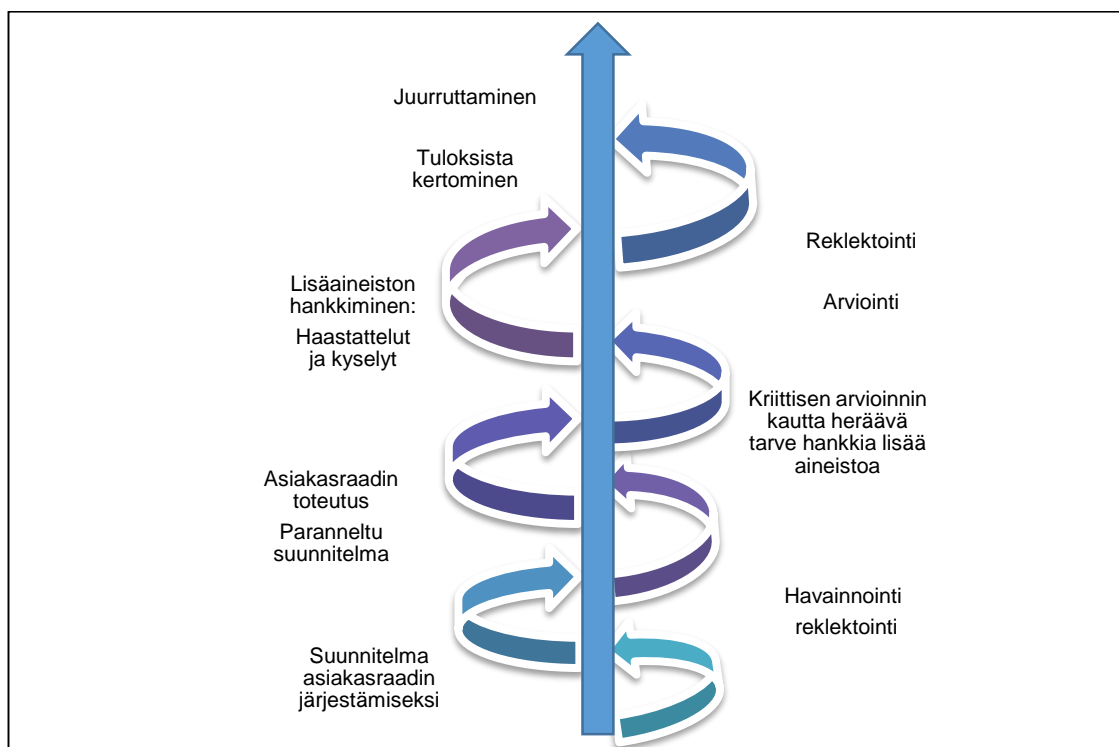 Juurruttaminen
Tuloksista
kertominen
Reklektointi
Arviointi
Lisäaineiston
hankkiminen:
Haastattelut
ja kyselyt
Kriittisen arvioinnin
kautta heräävä
tarve hankkia lisää
aineistoa
Asiakasraadin
toteutus
Paranneltu
suunnitelma
Havainnointi
reklektointi
Suunnitelma
asiakasraadin
järjestämiseksi